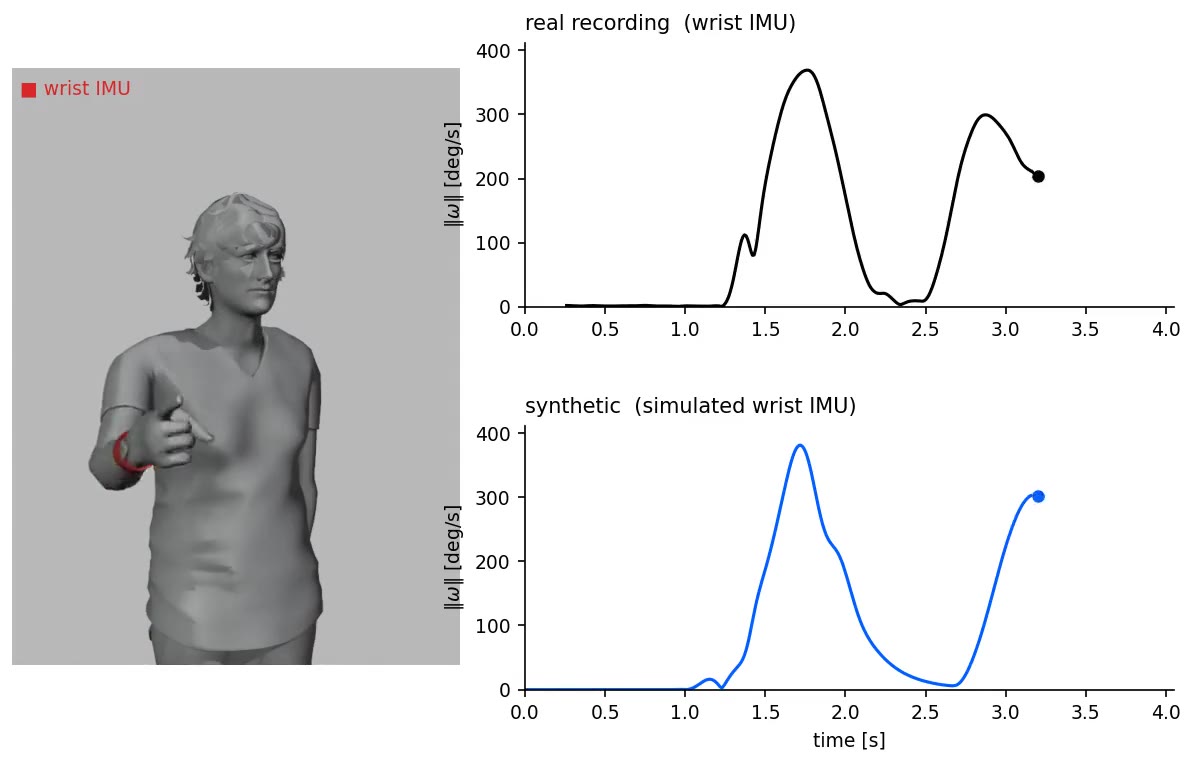 wrist IMU
real recording (wrist IMU)
‖ω‖ [deg/s]
400
300
200
100
0
0.0 0.5 1.0 1.5 2.0 2.5 3.0 3.5 4.0
synthetic (simulated wrist IMU)
‖ω‖ [deg/s]
400
300
200
100
0
0.0 0.5 1.0 1.5 2.0 2.5 3.0 3.5 4.0
time [s]